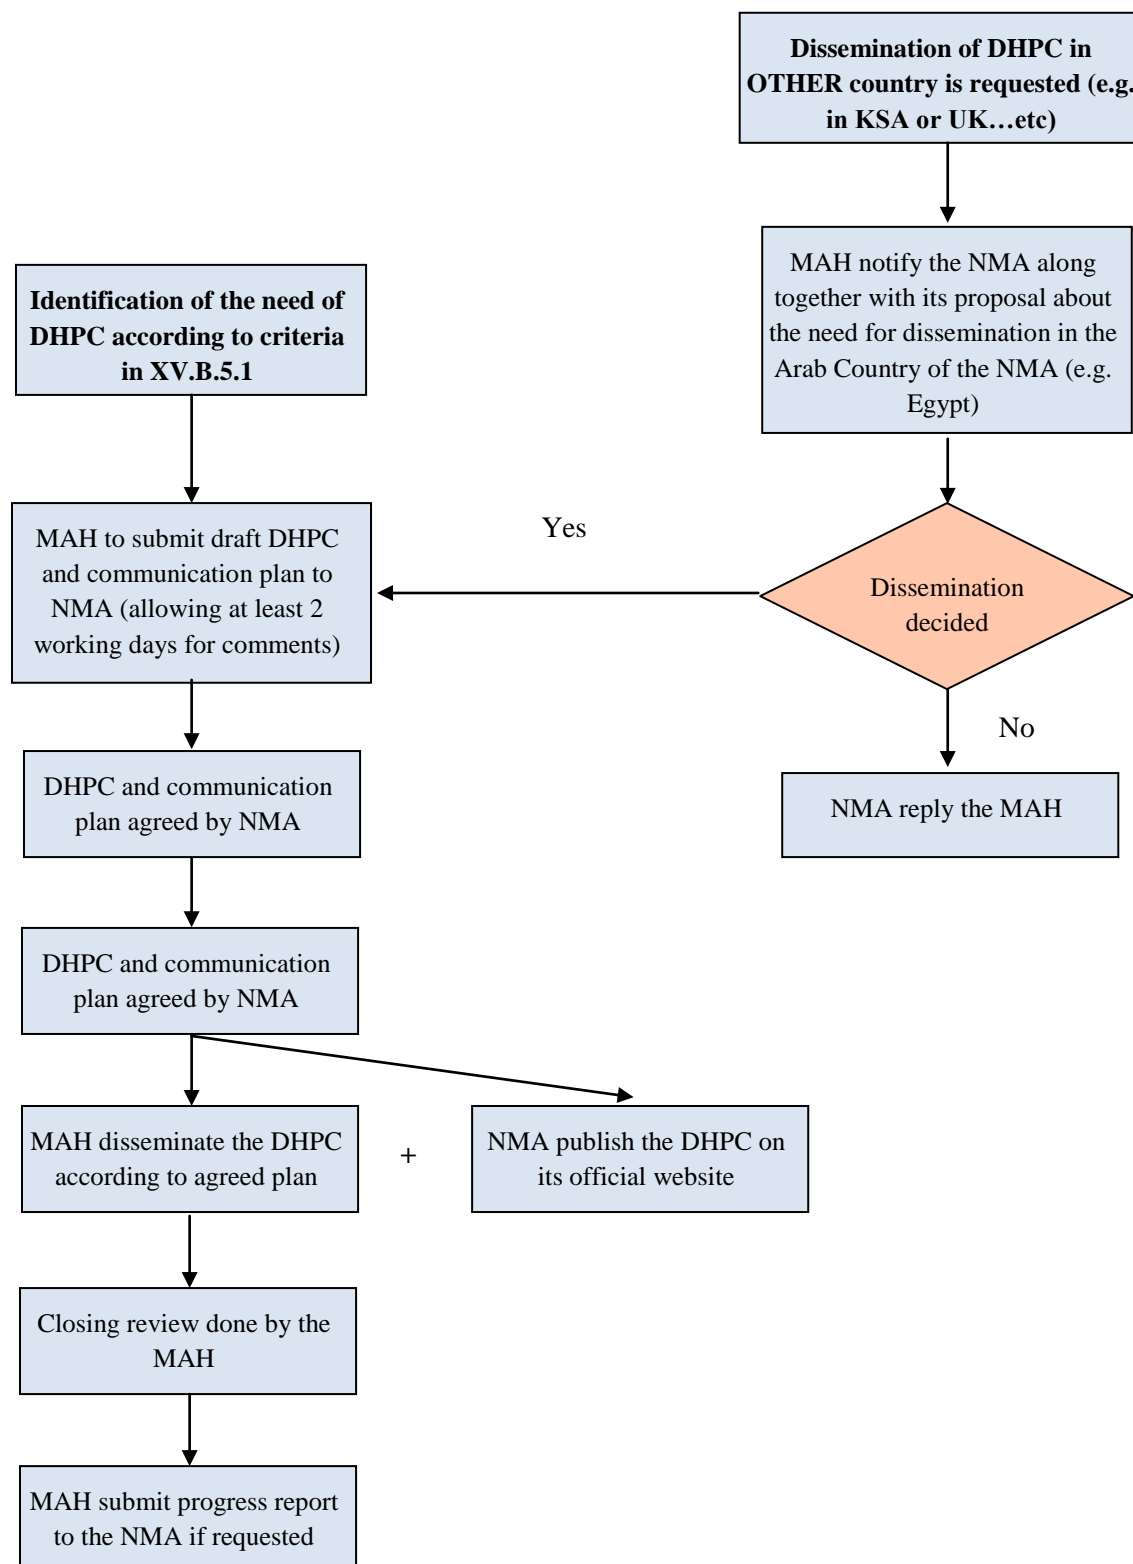 Dissemination of DHPC in
OTHER country is requested (e.g.
in KSA or UK…etc)
MAH notify the NMA along
together with its proposal about
the need for dissemination in the
Arab Country of the NMA (e.g.
Egypt)
Identification of the need of
DHPC according to criteria
in XV.B.5.1
MAH to submit draft DHPC
and communication plan to
NMA (allowing at least 2
working days for comments)
Yes
Dissemination
decided
No
NMA reply the MAH
DHPC and communication
plan agreed by NMA
DHPC and communication
plan agreed by NMA
MAH disseminate the DHPC
according to agreed plan
+
NMA publish the DHPC on
its official website
Closing review done by the
MAH
MAH submit progress report
to the NMA if requested